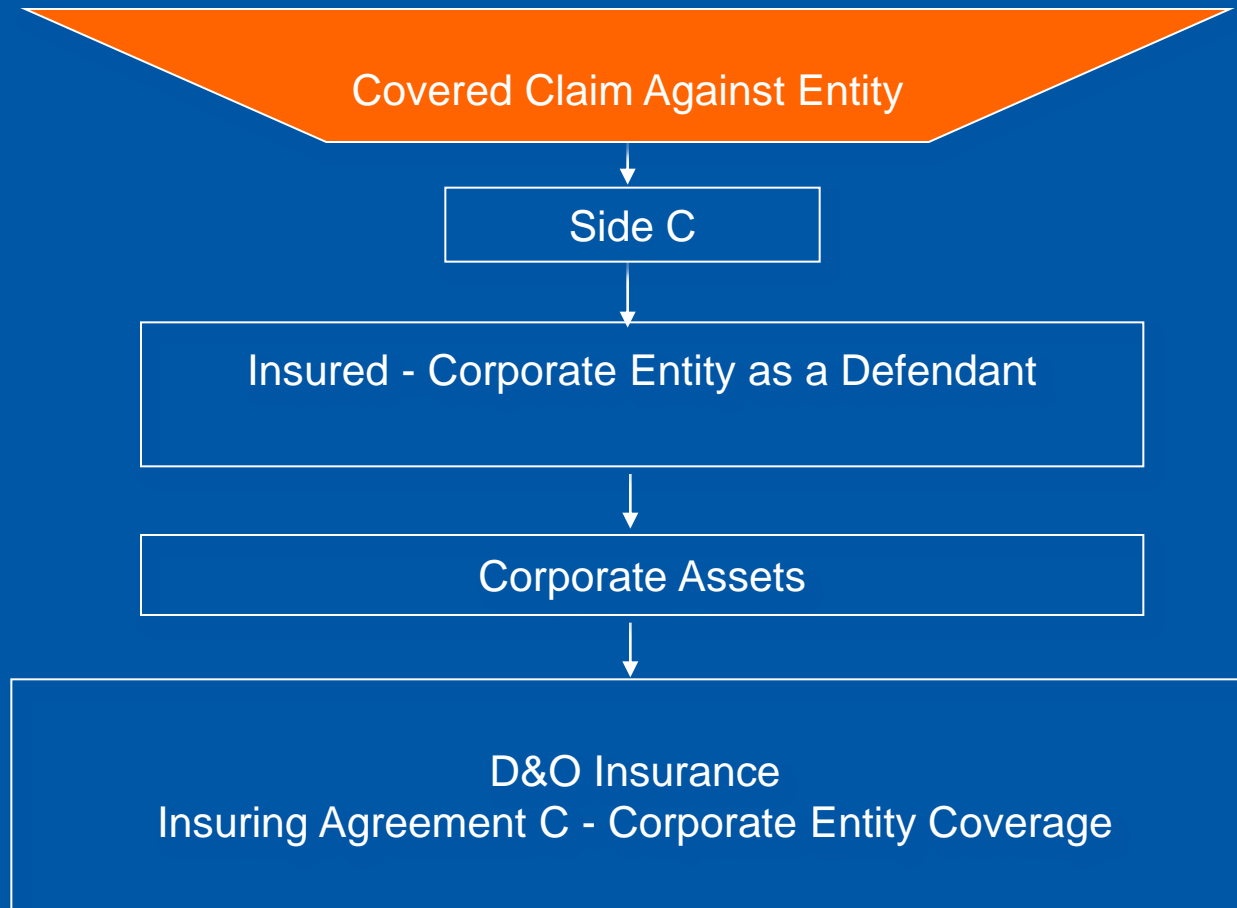 Covered Claim Against Entity
Side C
Insured - Corporate Entity as a Defendant
Corporate Assets
D&O Insurance
Insuring Agreement C - Corporate Entity Coverage